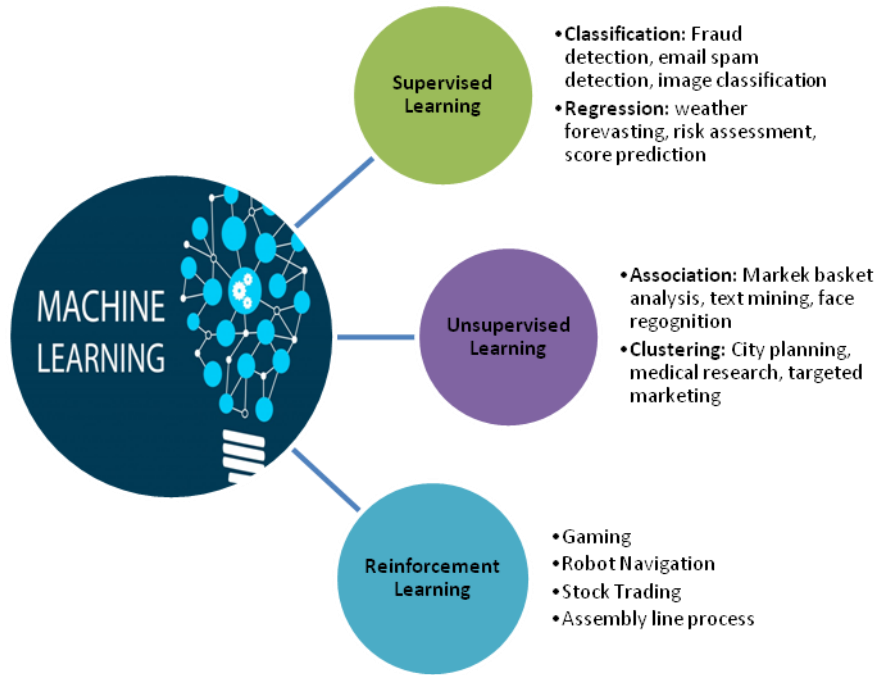 MACHINE
LEARNING
Supervised
Learning
•Classification: Fraud
detection, email spam
detection, image classification
•Regression: weather
forevasting, risk assessment,
score prediction
Unsupervised
Learning
•Association: Markek basket
analysis, text mining, face
regognition
•Clustering: City planning,
medical research, targeted
marketing
Reinforcement
Learning
•Gaming
•Robot Navigation
•Stock Trading
•Assembly line process